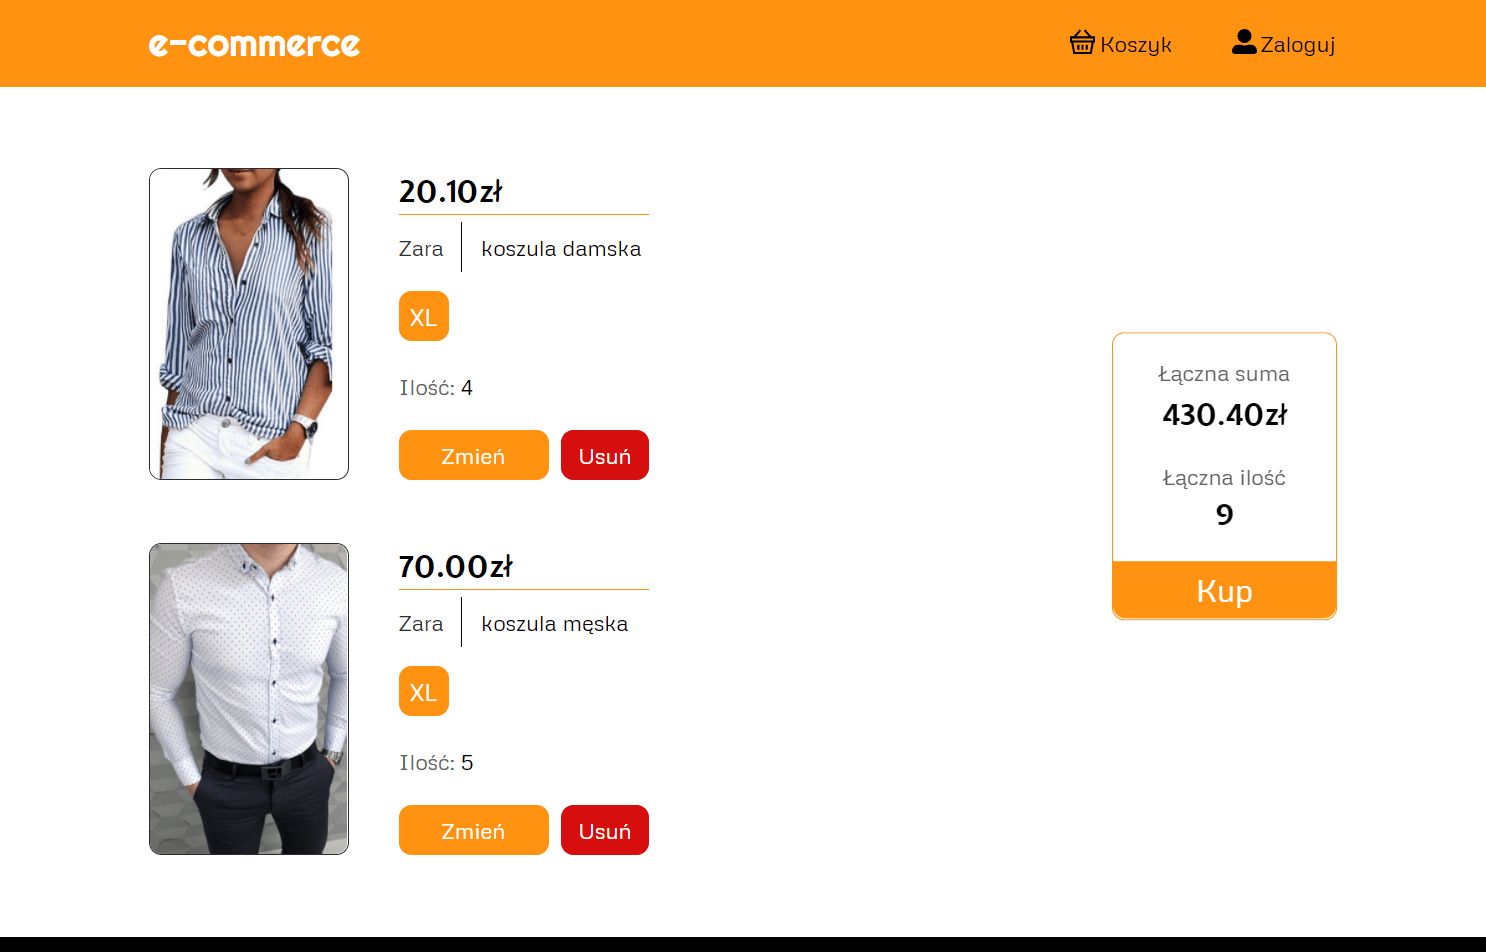 e-commerce
Koszyk
Zaloguj
20.10zł
Zara
koszula damska
XL
Ilość: 4
Zmień
Usuń
70.00zł
Zara
koszula męska
XL
Ilość: 5
Zmień
Usuń
Łączna suma
430.40zł
Łączna ilość
9
Kup